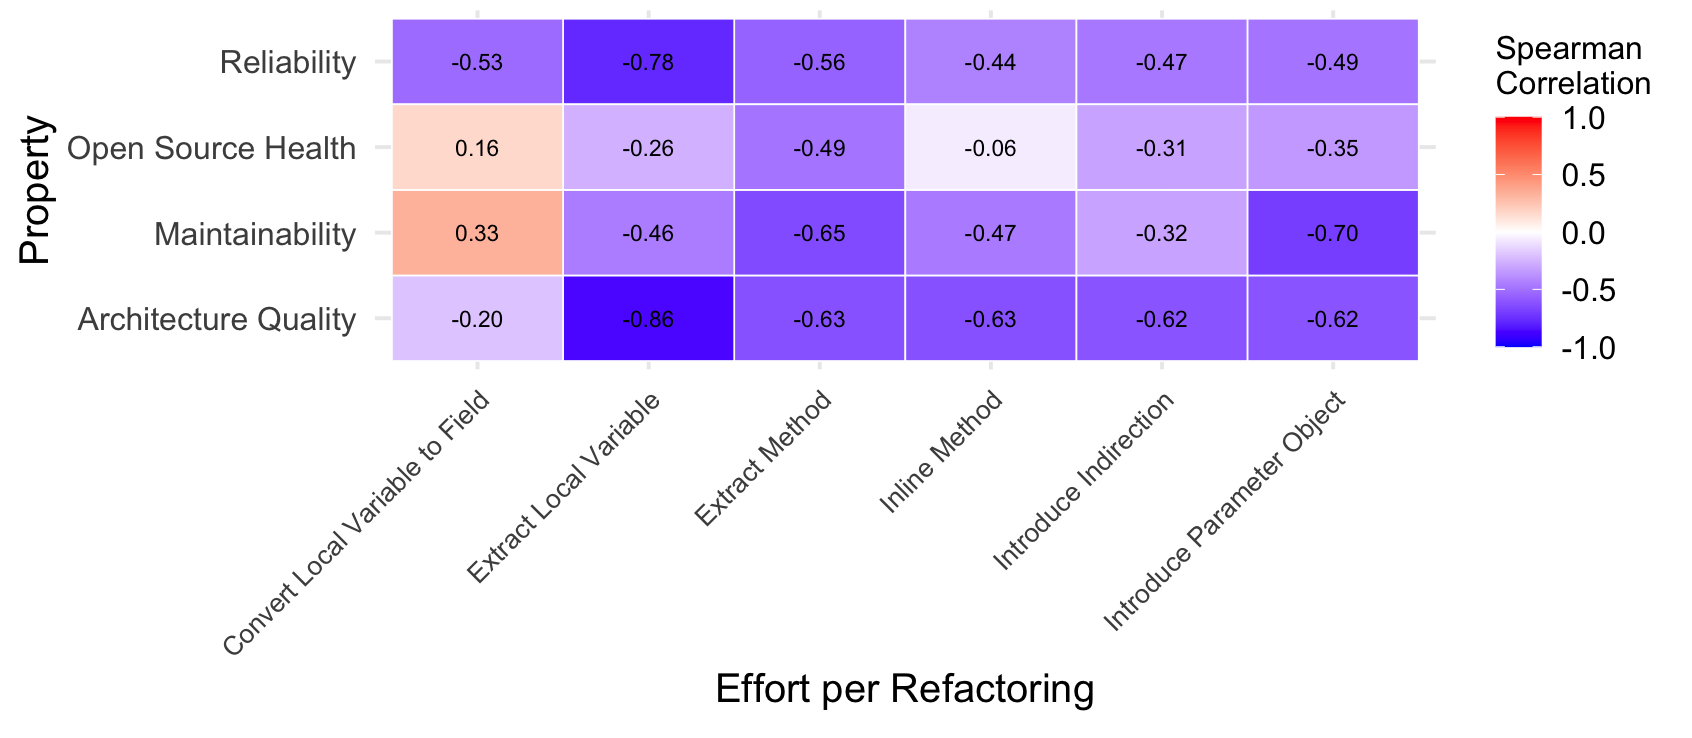 Property
Reliability
-0.53 -0.78 -0.56 -0.44 -0.47 -0.49
Open Source Health
0.16 -0.26 -0.49 -0.06 -0.31 -0.35
Maintainability
0.33 -0.46 -0.65 -0.47 -0.32 -0.70
Architecture Quality
-0.20 -0.86 -0.63 -0.63 -0.62 -0.62
Convert Local Variable to Field
Extract Local Variable
Extract Method
Inline Method
Introduce Indirection
Introduce Parameter Object
Effort per Refactoring
Spearman
Correlation
1.0
0.5
0.0
-0.5
-1.0